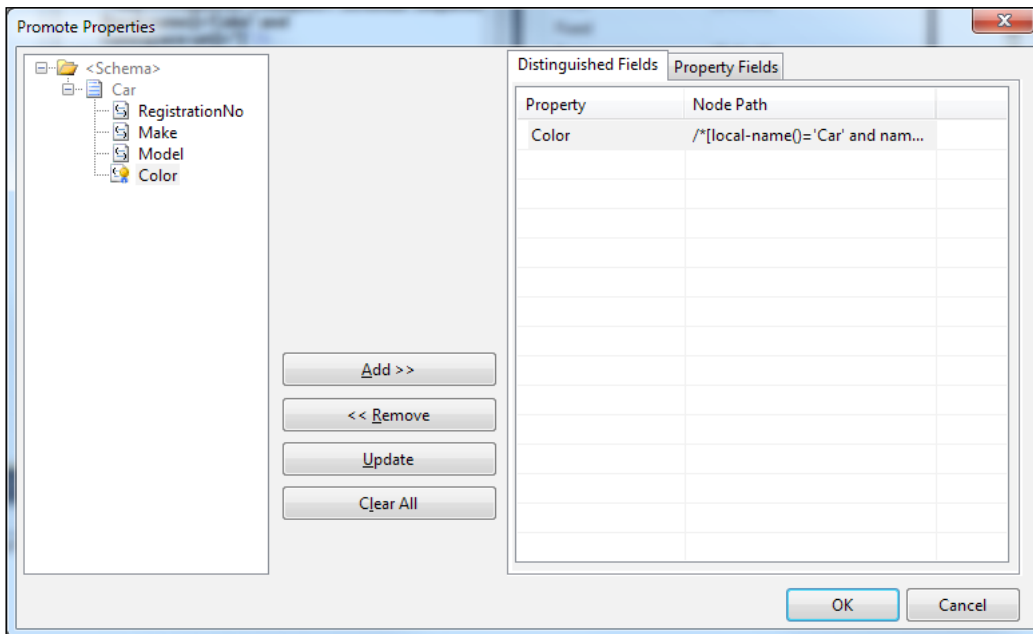 Promote Properties
<Schema>
Car
RegistrationNo
Make
Model
Color
Add >>
<< Remove
Update
Clear All
Distinguished Fields
Property Fields
Property Node Path
Color /*[local-name()='Car' and nam...
OK
Cancel